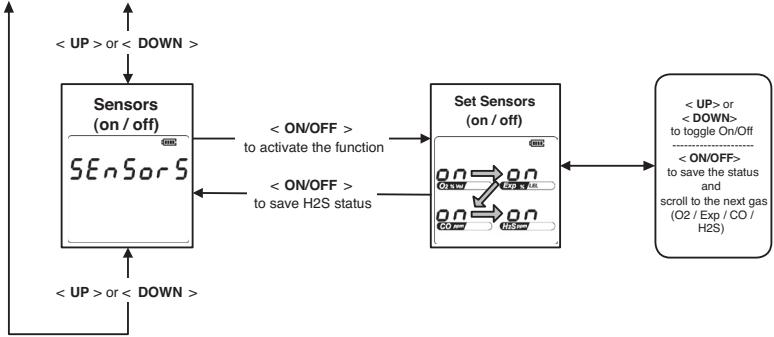 < UP > or < DOWN >
Sensors
(on / off)
SEnSorS
< UP > or < DOWN >
< ON/OFF >
to activate the function
< ON/OFF >
to save H2S status
Set Sensors
(on / off)
on on
O2 % Vol Exp % LEL
on on
CO ppm H2S ppm
< UP> or
< DOWN>
to toggle On/Off
----------------------
< ON/OFF>
to save the status
and
scroll to the next gas
(O2 / Exp / CO /
H2S)